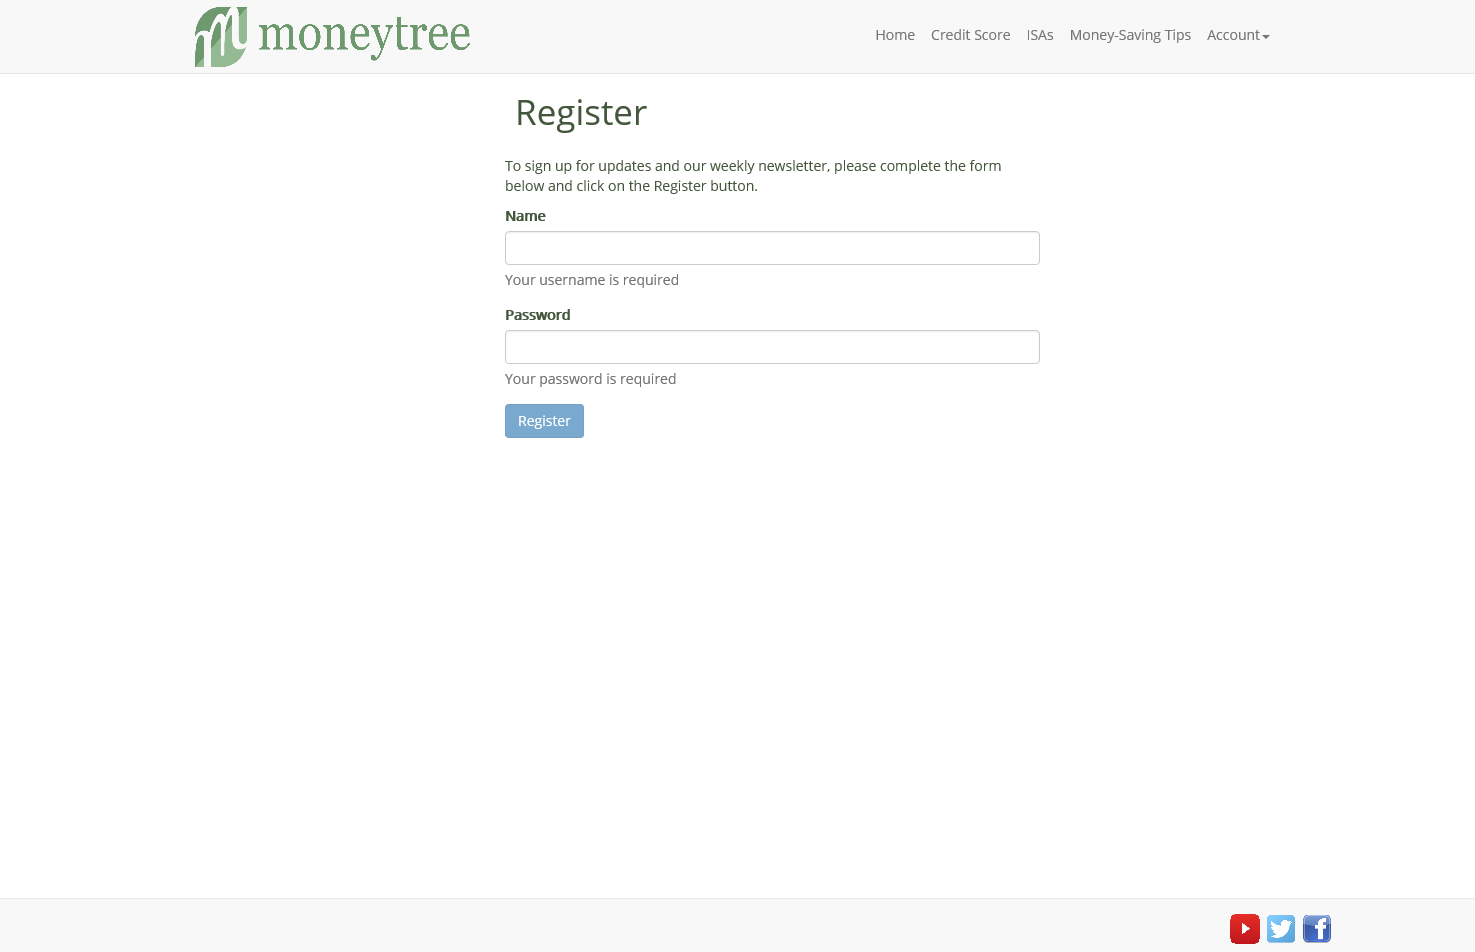 moneytree
Home Credit Score ISAs Money-Saving Tips Account
Register
To sign up for updates and our weekly newsletter, please complete the form
below and click on the Register button.
Name
Your username is required
Password
Your password is required
Register